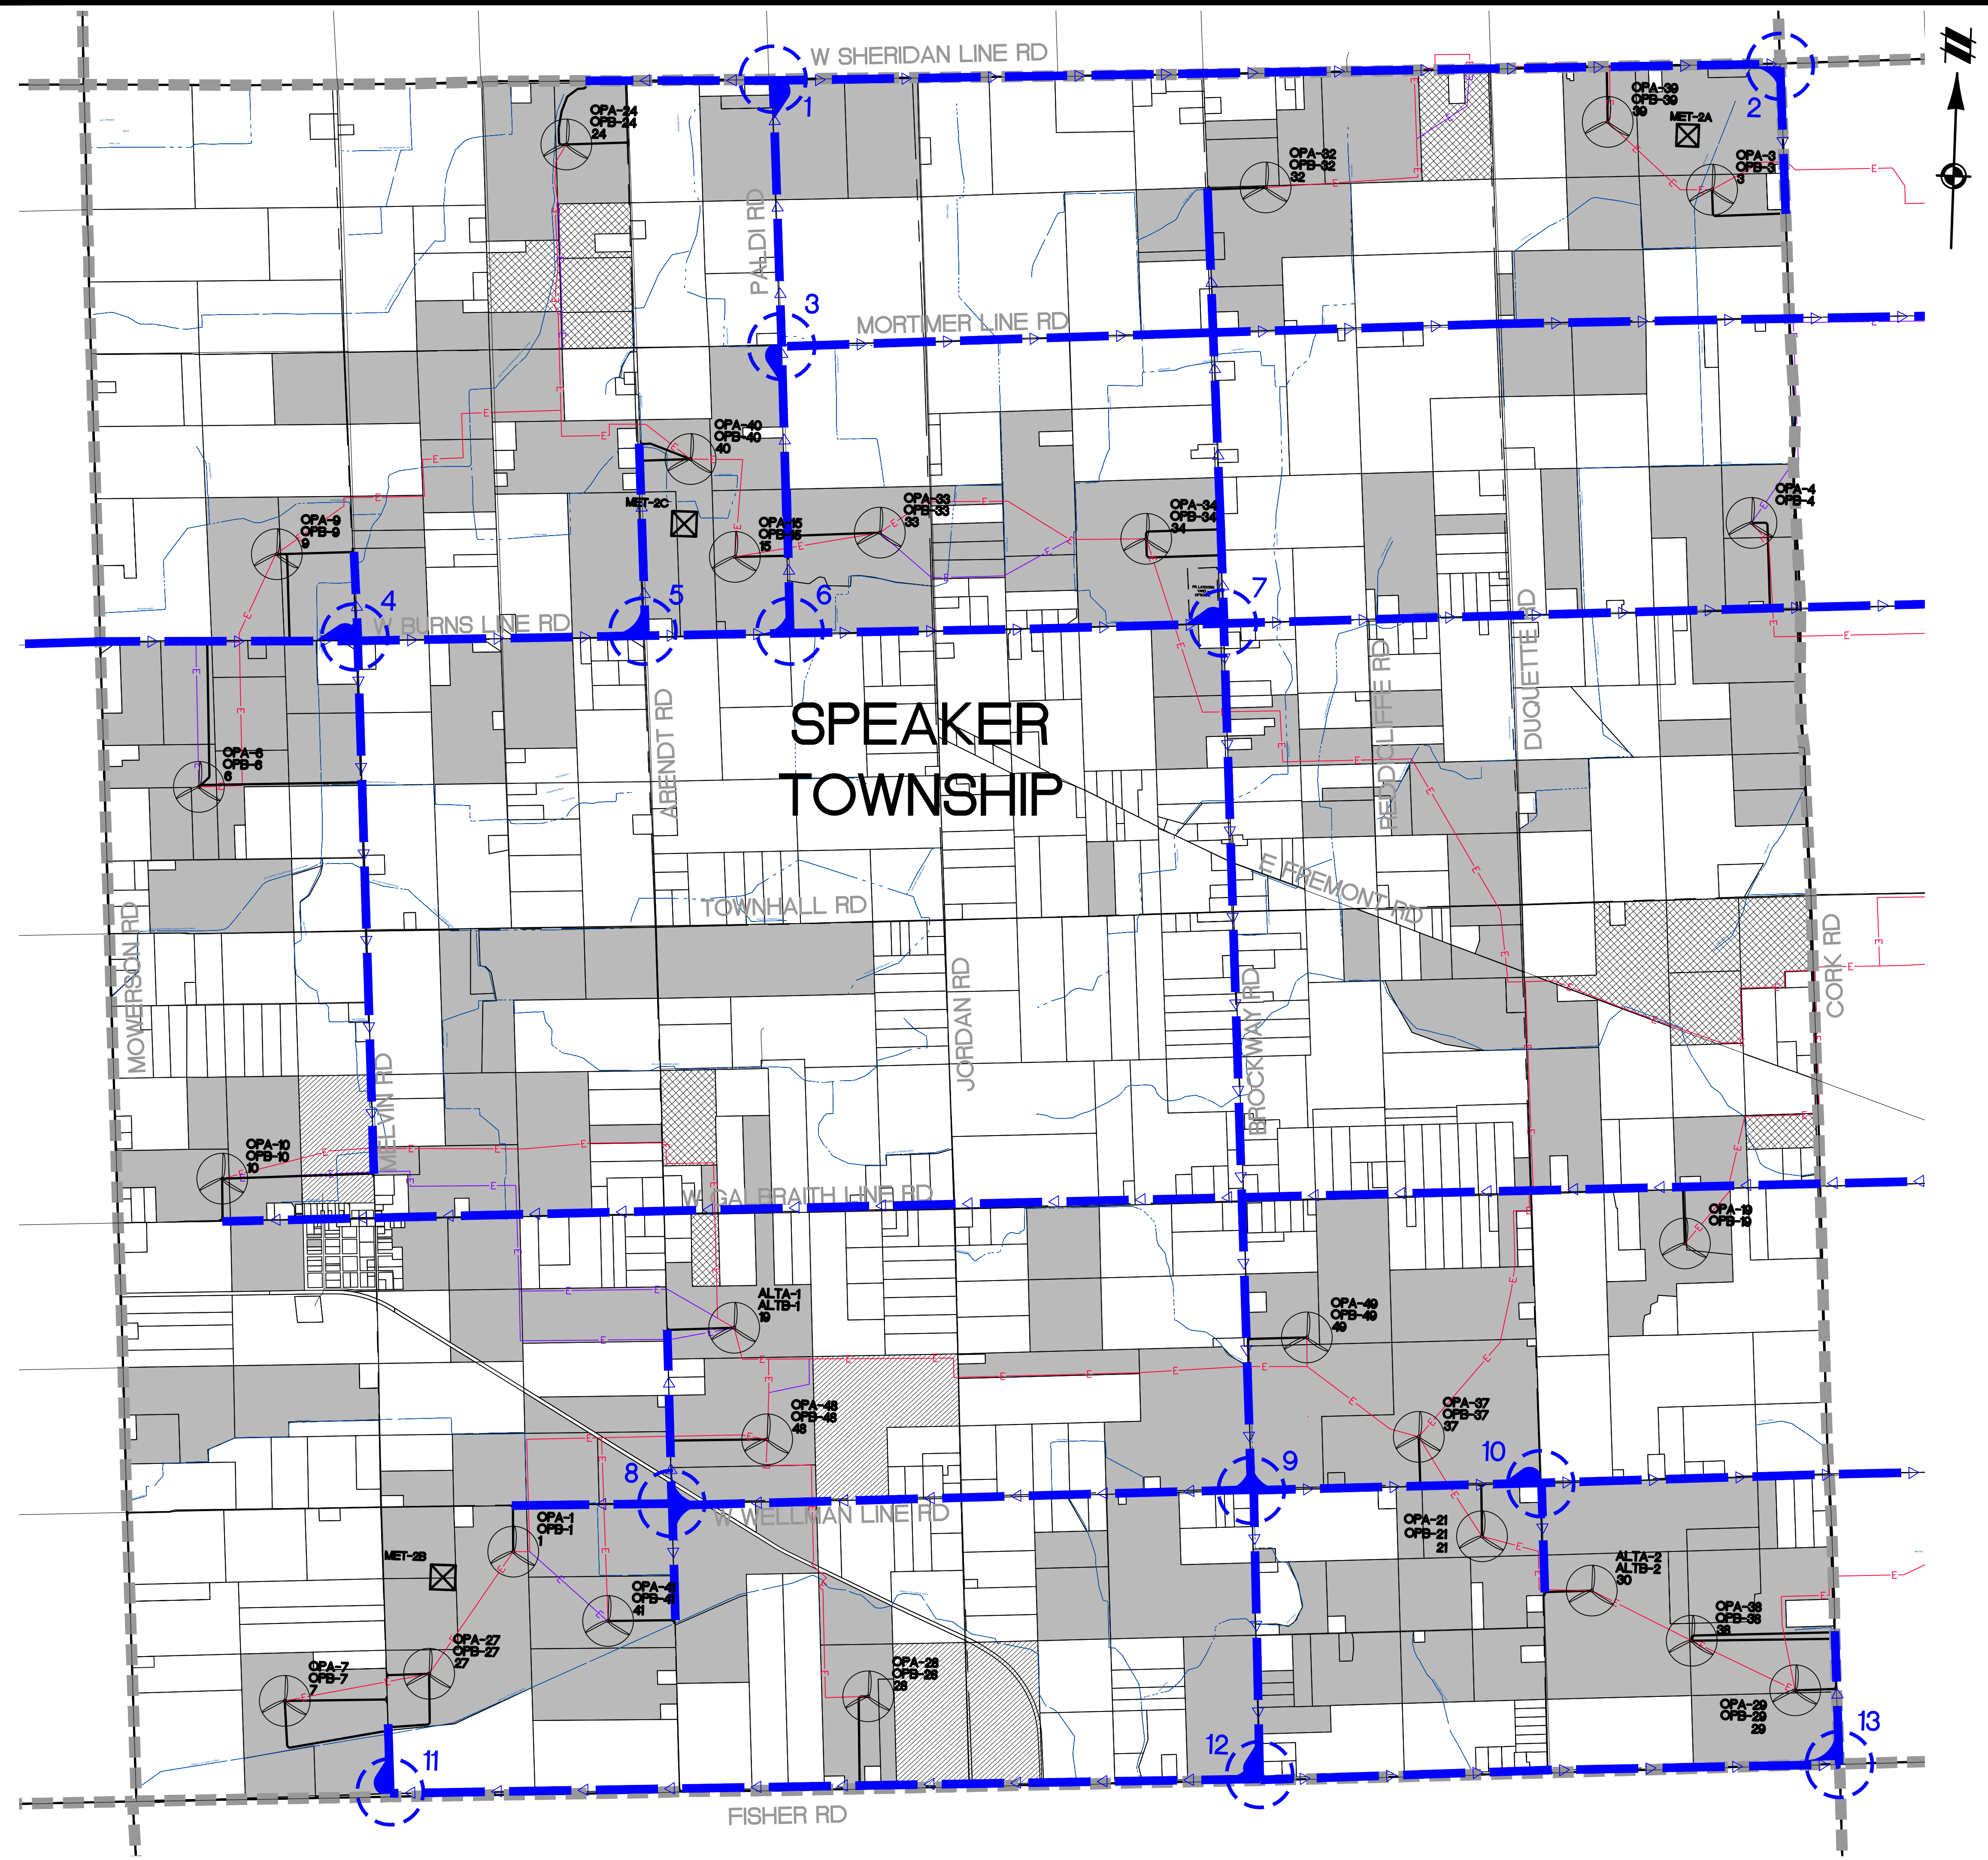 W SHERIDAN LINE RD
1
2
OPA-24
OPB-24
24
OPA-39
OPB-39
39
MET-2A
OPA-3
OPB-3
3
OPA-32
OPB-32
32
PALDI RD
3
MORTIMER LINE RD
OPA-40
OPB-40
40
MET-2C
OPA-15
OPB-15
15
OPA-33
OPB-33
33
OPA-34
OPB-34
34
OPA-4
OPB-4
OPA-9
OPB-9
9
4
W BURNS LINE RD
5
6
7
ARENDT RD
SPEAKER
TOWNSHIP
REDDCLIFFE RD
DUQUETTE RD
OPA-6
OPB-6
6
E FREMONT RD
TOWNHALL RD
MOWERSON RD
MELVIN RD
JORDAN RD
BROCKWAY RD
CORK RD
OPA-10
OPB-10
10
W GALBRAITH LINE RD
OPA-19
OPB-19
ALTA-1
ALTB-1
19
OPA-49
OPB-49
49
OPA-48
OPB-48
48
OPA-37
OPB-37
37
8
9
10
W WELLMAN LINE RD
OPA-1
OPB-1
1
MET-2B
OPA-41
OPB-41
41
OPA-21
OPB-21
21
ALTA-2
ALTB-2
30
OPA-38
OPB-38
38
OPA-27
OPB-27
27
OPA-7
OPB-7
7
OPA-28
OPB-28
28
OPA-29
OPB-29
29
11
12
13
FISHER RD